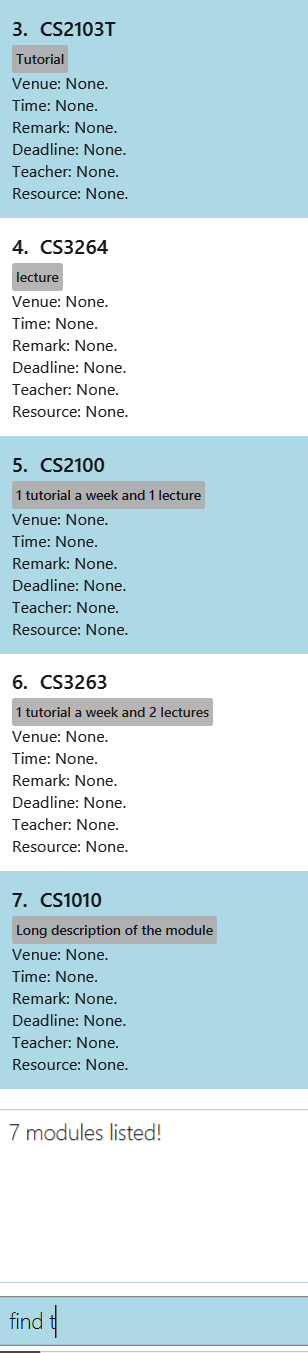 3. CS2103T
Tutorial
Venue: None.
Time: None.
Remark: None.
Deadline: None.
Teacher: None.
Resource: None.
4. CS3264
lecture
Venue: None.
Time: None.
Remark: None.
Deadline: None.
Teacher: None.
Resource: None.
5. CS2100
1 tutorial a week and 1 lecture
Venue: None.
Time: None.
Remark: None.
Deadline: None.
Teacher: None.
Resource: None.
6. CS3263
1 tutorial a week and 2 lectures
Venue: None.
Time: None.
Remark: None.
Deadline: None.
Teacher: None.
Resource: None.
7. CS1010
Long description of the module
Venue: None.
Time: None.
Remark: None.
Deadline: None.
Teacher: None.
Resource: None.
7 modules listed!
find t